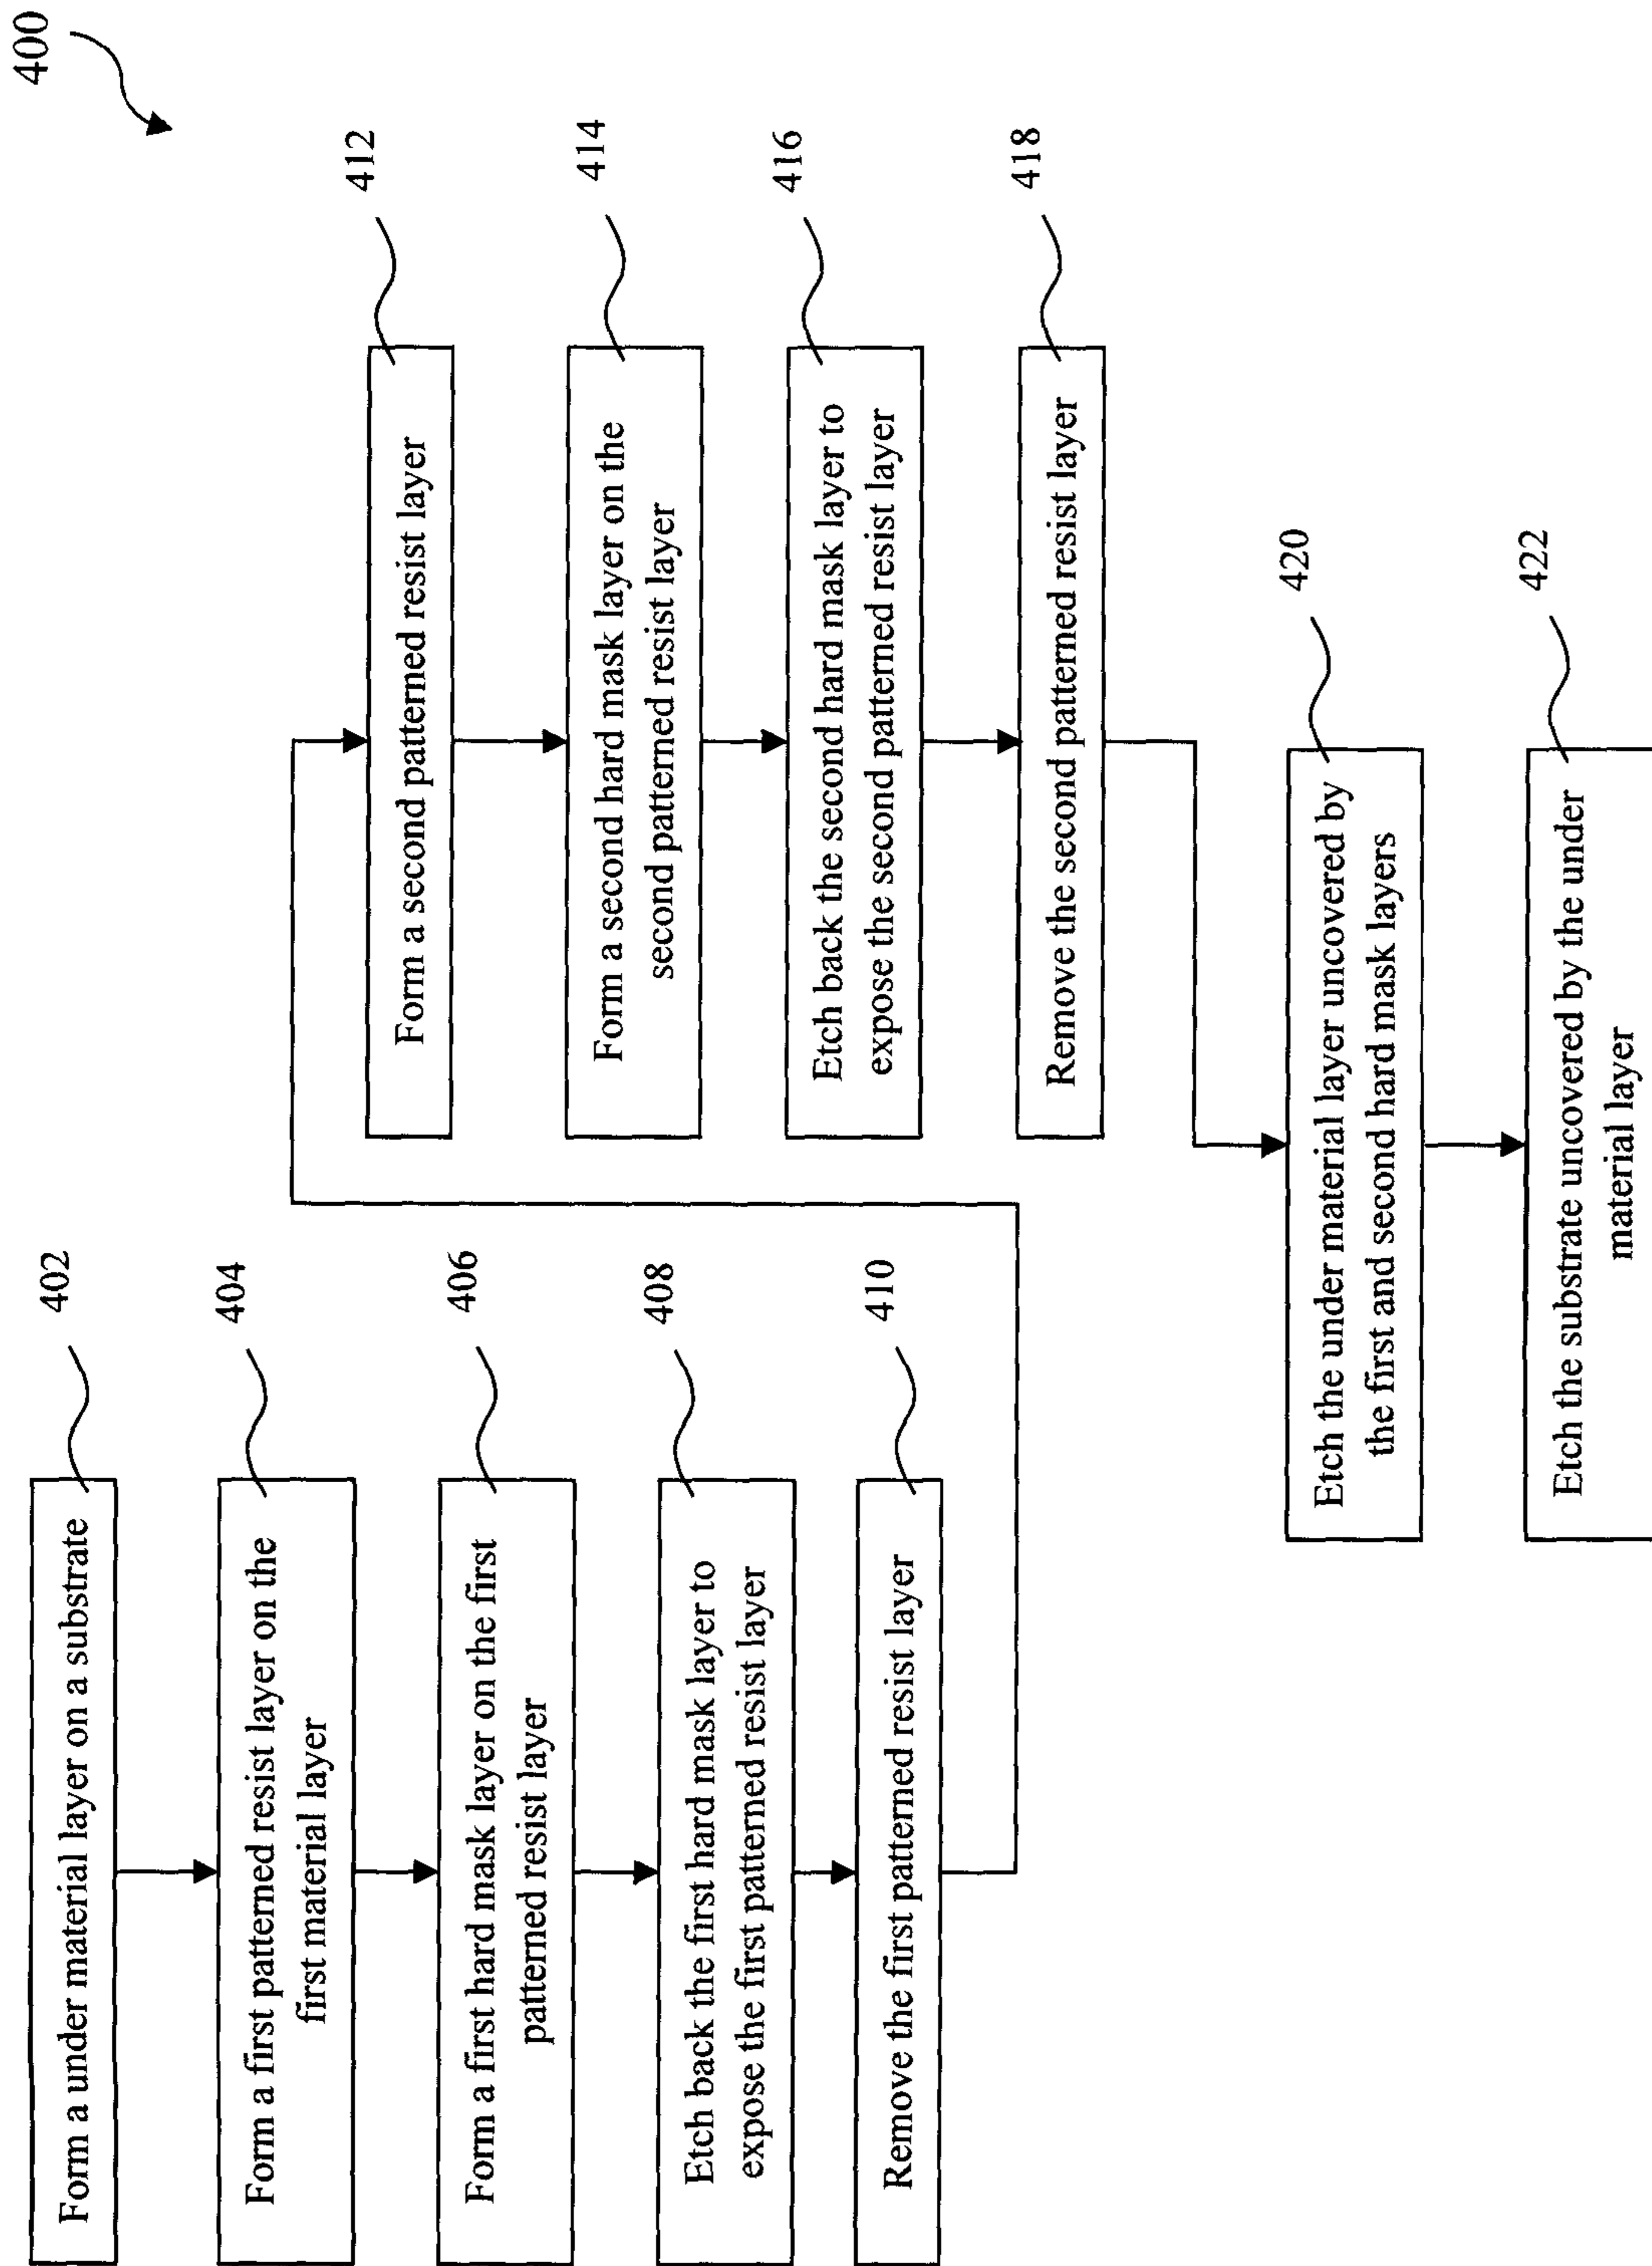 400
402
Form a under material layer on a substrate
404
Form a first patterned resist layer on the
first material layer
406
Form a first hard mask layer on the first
patterned resist layer
408
Etch back the first hard mask layer to
expose the first patterned resist layer
410
Remove the first patterned resist layer
412
Form a second patterned resist layer
414
Form a second hard mask layer on the
second patterned resist layer
416
Etch back the second hard mask layer to
expose the second patterned resist layer
418
Remove the second patterned resist layer
420
Etch the under material layer uncovered by
the first and second hard mask layers
422
Etch the substrate uncovered by the under
material layer